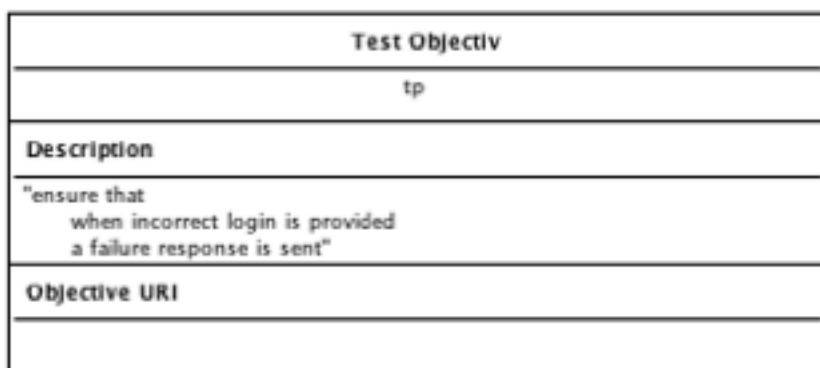 Test Objectiv
tp
Description
"ensure that
when incorrect login is provided
a failure response is sent"
Objective URI